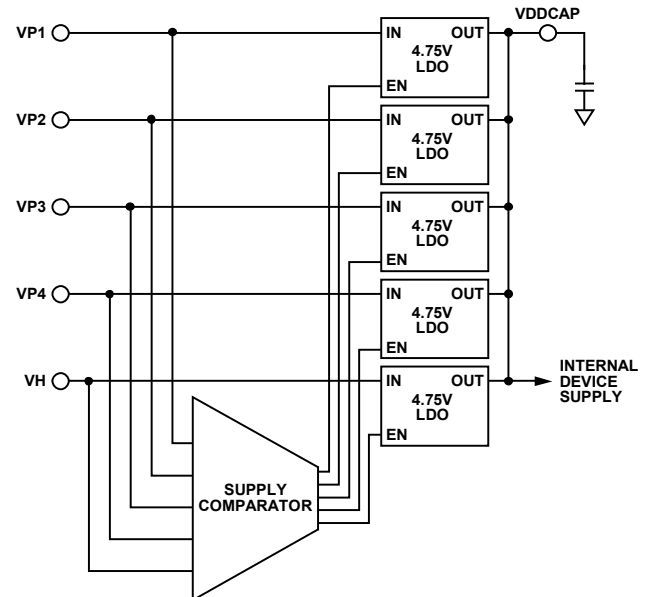 VP1
VDDCAP
IN OUT
4.75V
LDO
EN
VP2
IN OUT
4.75V
LDO
EN
VP3
IN OUT
4.75V
LDO
EN
VP4
IN OUT
4.75V
LDO
EN
VH
IN OUT
4.75V
LDO
EN
INTERNAL
DEVICE
SUPPLY
SUPPLY
COMPARATOR